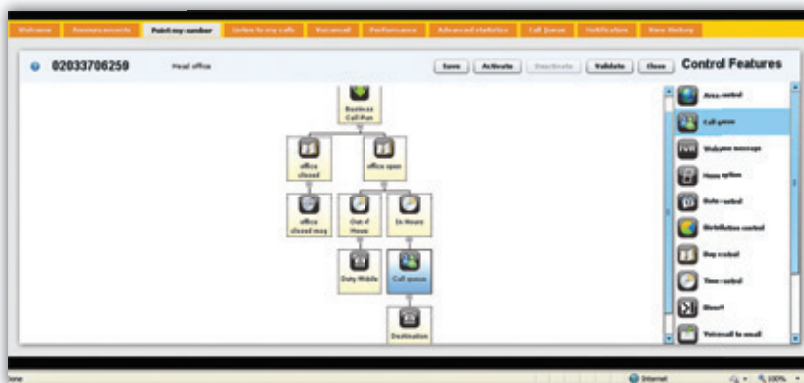 Welcome Announcements Point my number Listen to my calls Voicemail Performance Advanced statistics Call Queue Notification View History
02033706259 Head office Save Activate Deactivate Validate Close Control Features
Area control
Call queue
Welcome message
Menu option
Date control
Distribution control
Day control
Time control
Divert
Voicemail to email
Business
Call Plan
office
closed
office open
office
closed msg
Out of
Hours
In Hours
Duty Mobile
Call queue
Destination
Done Internet 100%